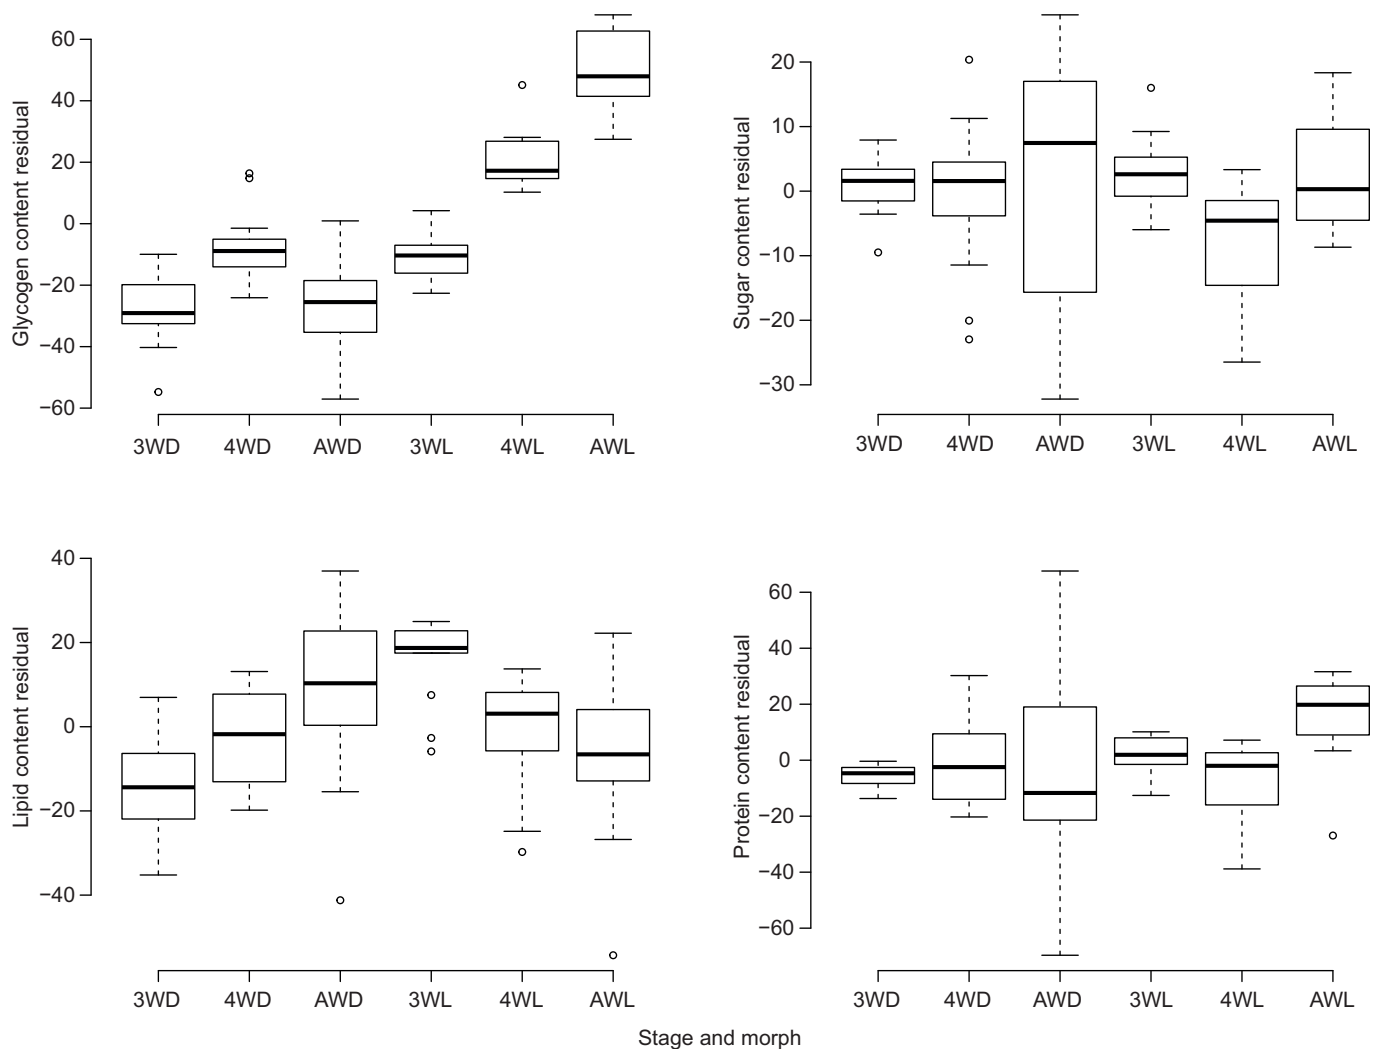 Glycogen content residual
60
40
20
0
−20
−40
−60
3WD 4WD AWD 3WL 4WL AWL
Sugar content residual
20
10
0
−10
−20
−30
3WD 4WD AWD 3WL 4WL AWL
Lipid content residual
40
20
0
−20
−40
3WD 4WD AWD 3WL 4WL AWL
Protein content residual
60
40
20
0
−20
−40
−60
3WD 4WD AWD 3WL 4WL AWL
Stage and morph